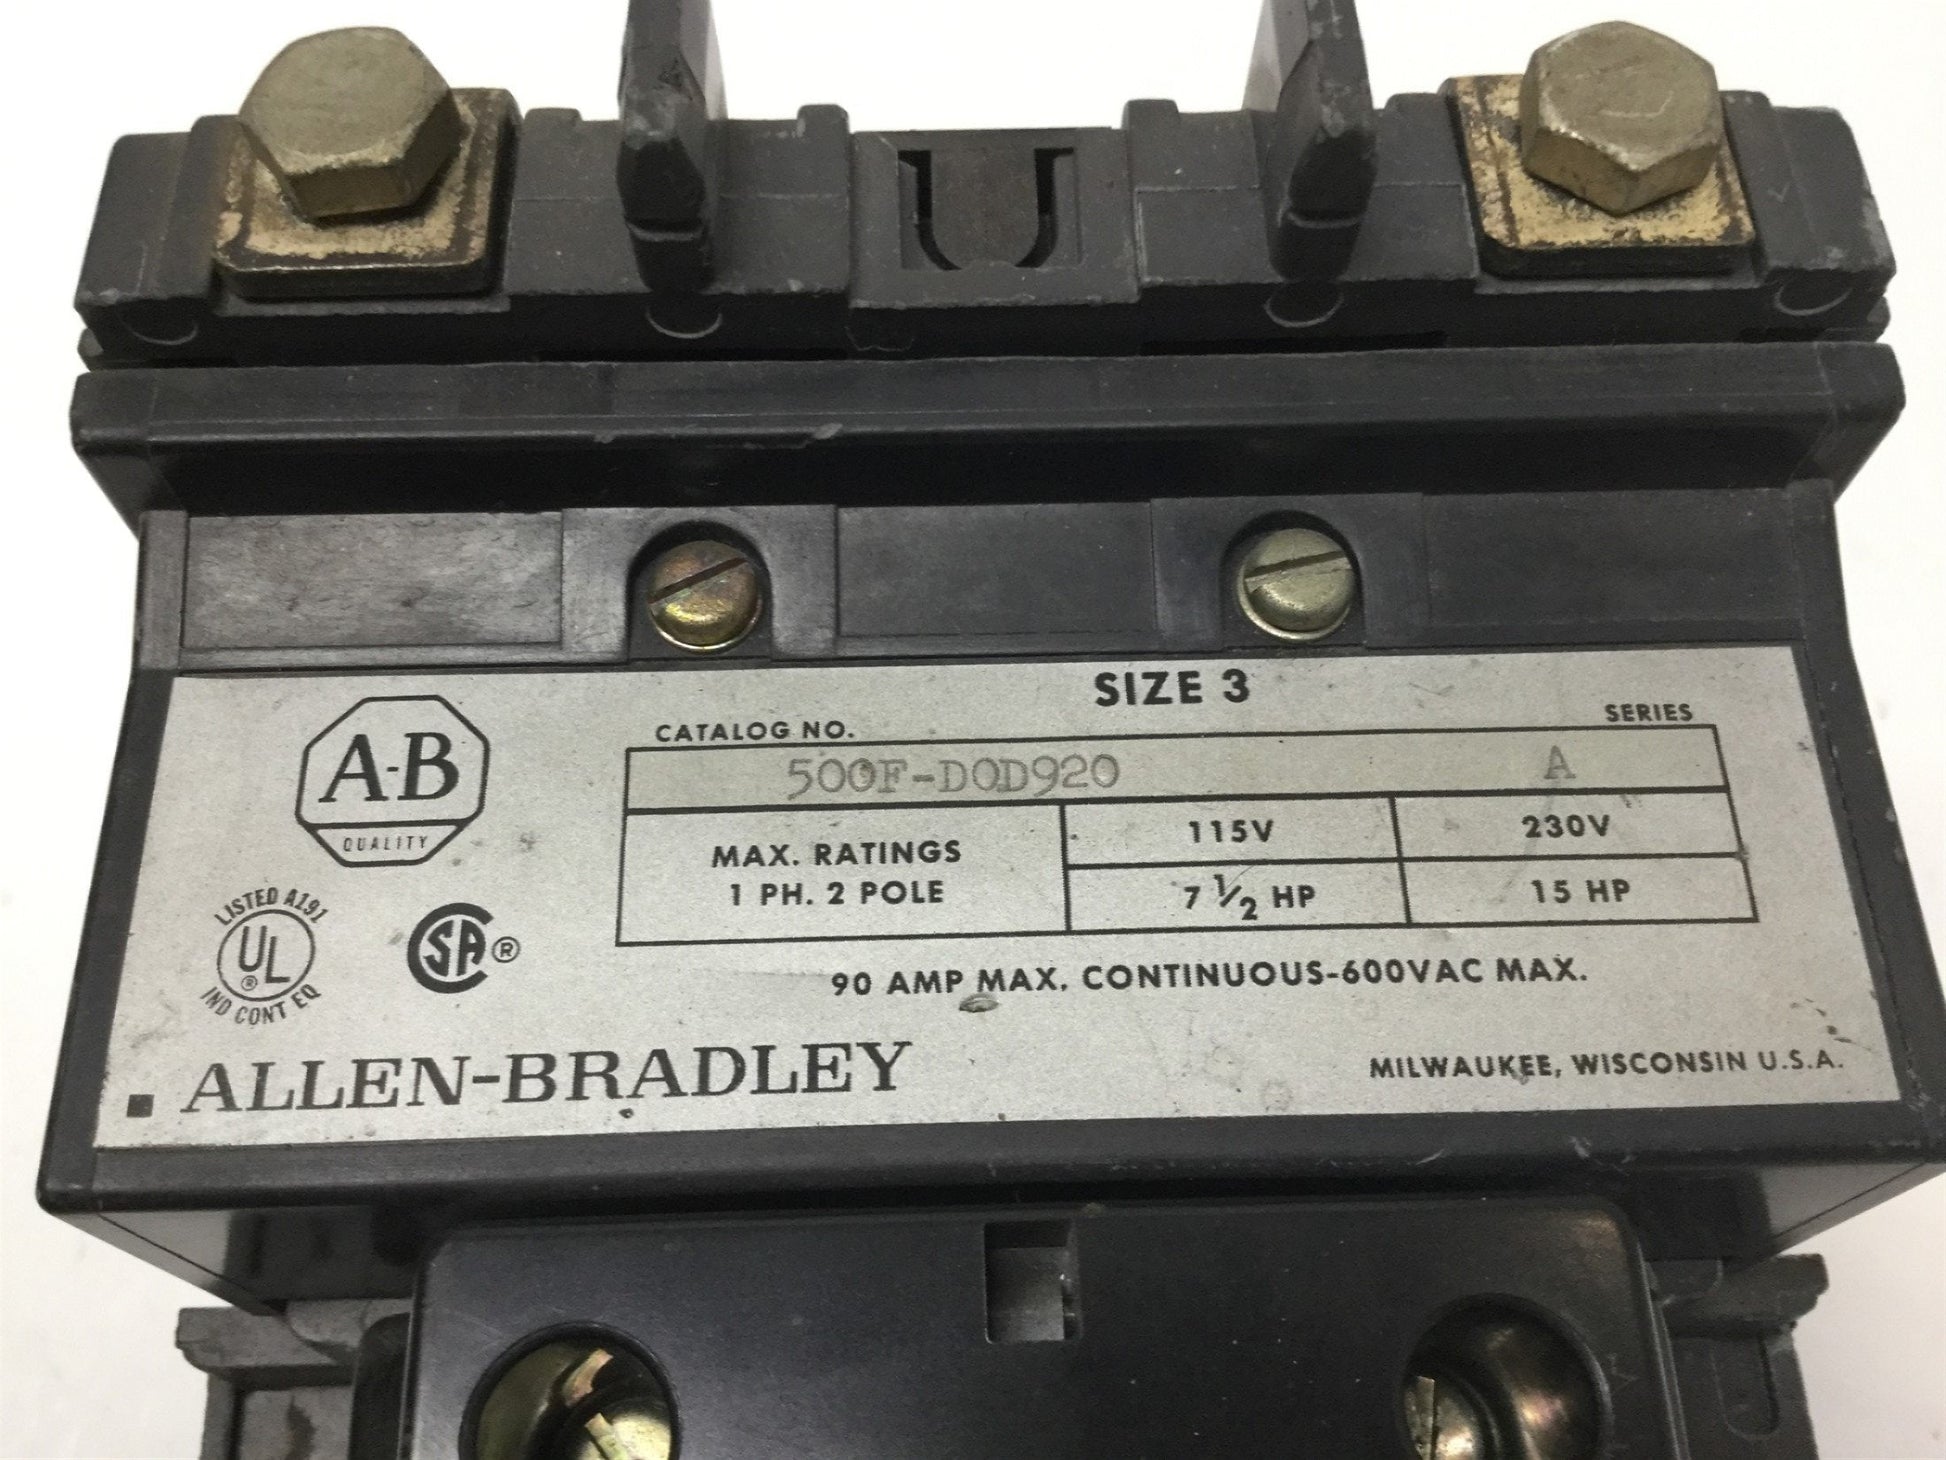 SIZE 3
CATALOG NO. SERIES
500F-DOD920 A
MAX. RATINGS
1 PH. 2 POLE
115V 230V
7 1/2 HP 15 HP
90 AMP MAX. CONTINUOUS-600VAC MAX.
A-B
QUALITY
LISTED A191
UL ®
IND CONT EQ
SA ®
ALLEN-BRADLEY
MILWAUKEE, WISCONSIN U.S.A.